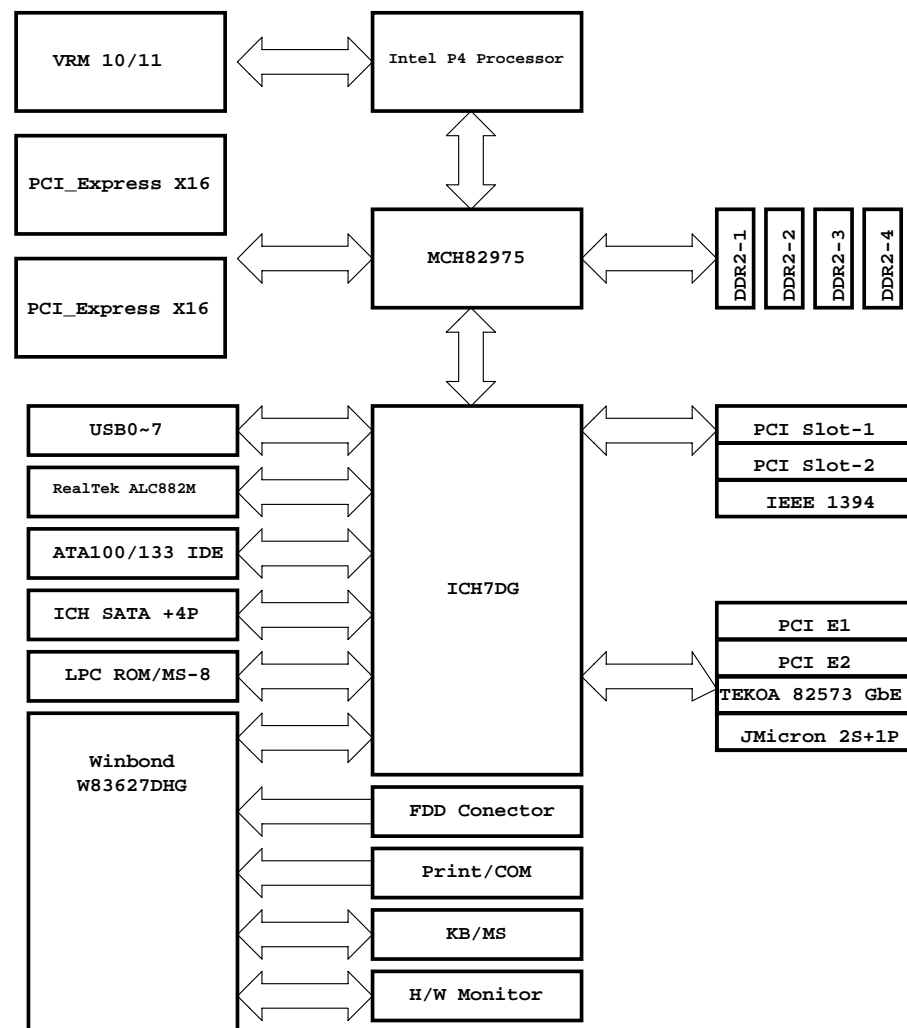 VRM 10/11
Intel P4 Processor
PCI_Express X16
MCH82975
DDR2-1
DDR2-2
DDR2-3
DDR2-4
PCI_Express X16
USB0~7
RealTek ALC882M
ATA100/133 IDE
ICH SATA +4P
LPC ROM/MS-8
ICH7DG
PCI Slot-1
PCI Slot-2
IEEE 1394
PCI E1
PCI E2
TEKOA 82573 GbE
JMicron 2S+1P
Winbond
W83627DHG
FDD Conector
Print/COM
KB/MS
H/W Monitor